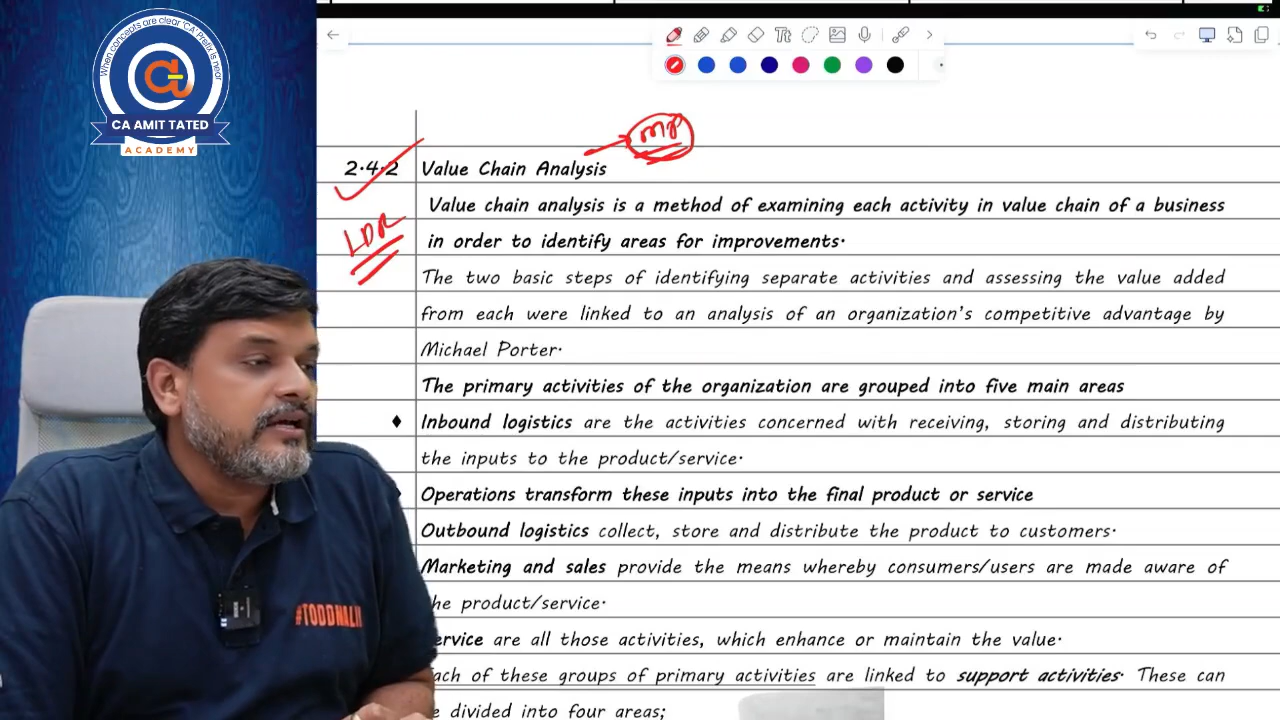 When concepts are clear 'CA' Prefix is near
CA AMIT TATED
ACADEMY
MP
2.4.2 Value Chain Analysis
LDR
Value chain analysis is a method of examining each activity in value chain of a business
in order to identify areas for improvements.
The two basic steps of identifying separate activities and assessing the value added
from each were linked to an analysis of an organization's competitive advantage by
Michael Porter.
The primary activities of the organization are grouped into five main areas
♦ Inbound logistics are the activities concerned with receiving, storing and distributing
the inputs to the product/service.
Operations transform these inputs into the final product or service
Outbound logistics collect, store and distribute the product to customers.
Marketing and sales provide the means whereby consumers/users are made aware of
he product/service.
ervice are all those activities, which enhance or maintain the value.
ach of these groups of primary activities are linked to support activities. These can
e divided into four areas;